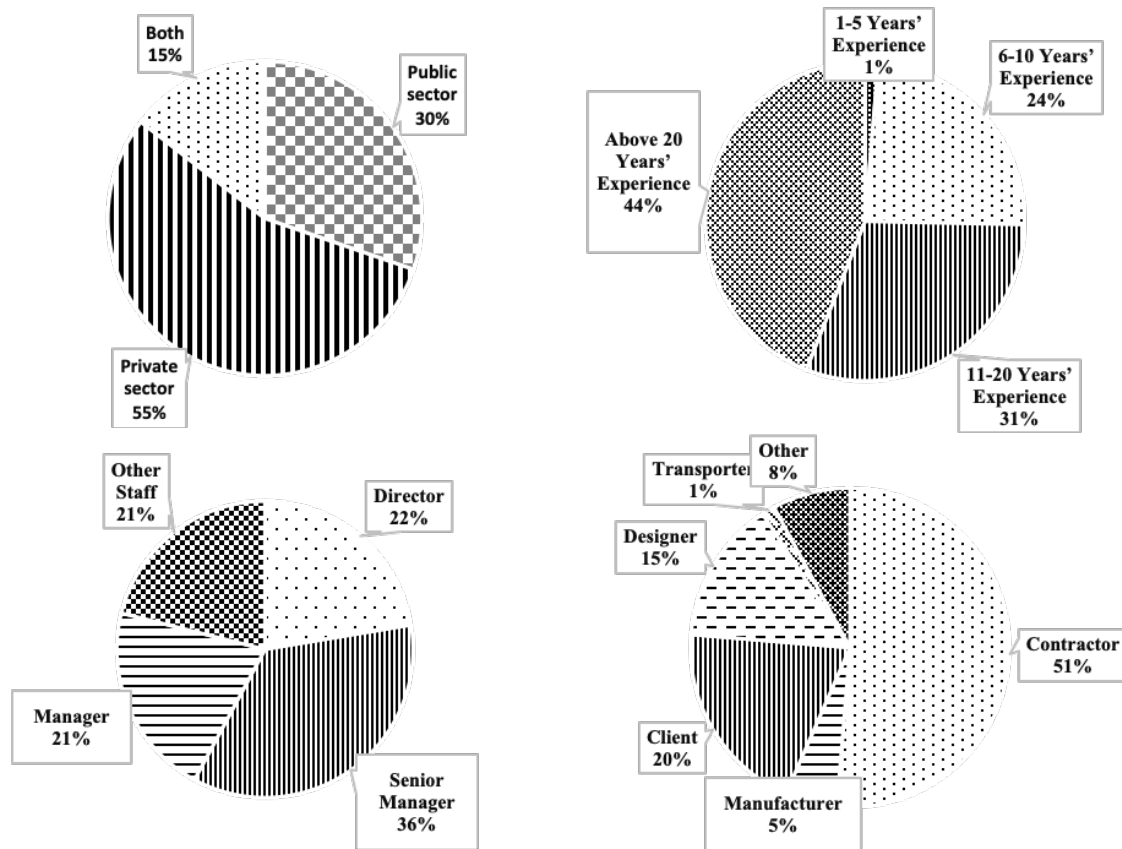 Both
15%
Public
sector
30%
Private
sector
55%
1-5 Years'
Experience
1%
6-10 Years’
Experience
24%
Above 20
Years'
Experience
44%
11-20 Years’
Experience
31%
Other
Staff
21%
Director
22%
Manager
21%
Senior
Manager
36%
Transporter
1%
Other
8%
Designer
15%
Contractor
51%
Client
20%
Manufacturer
5%